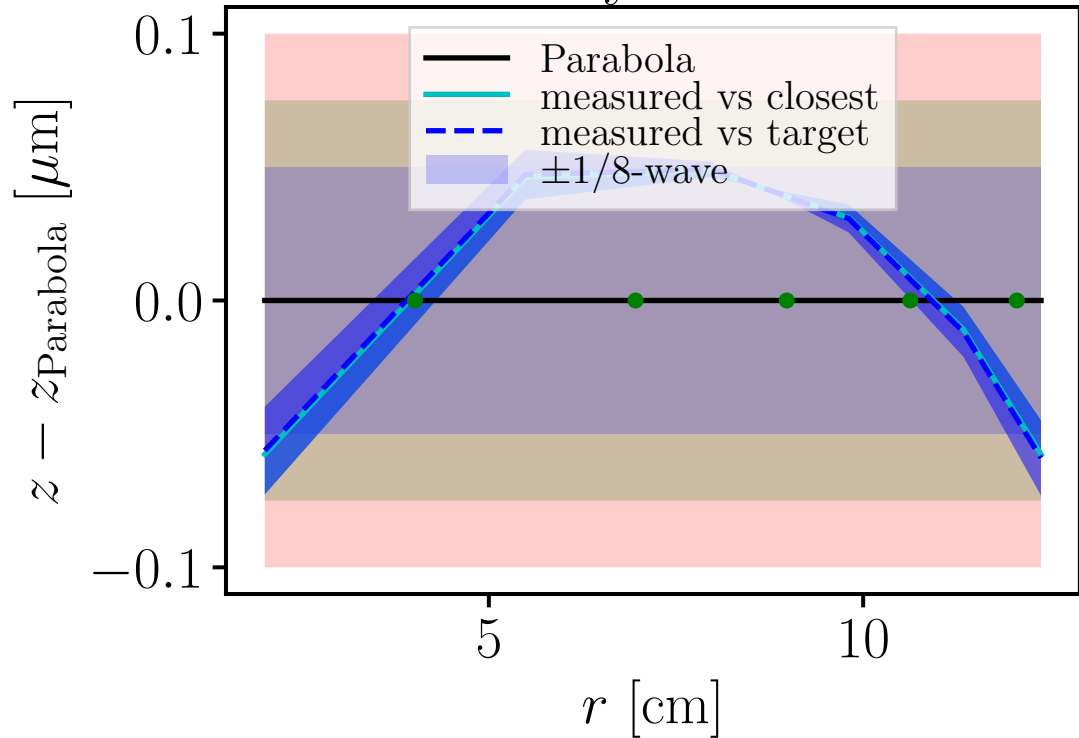 0.1
Parabola
measured vs closest
measured vs target
±1/8-wave
z − z_Parabola [μm]
0.0
−0.1
5
10
r [cm]